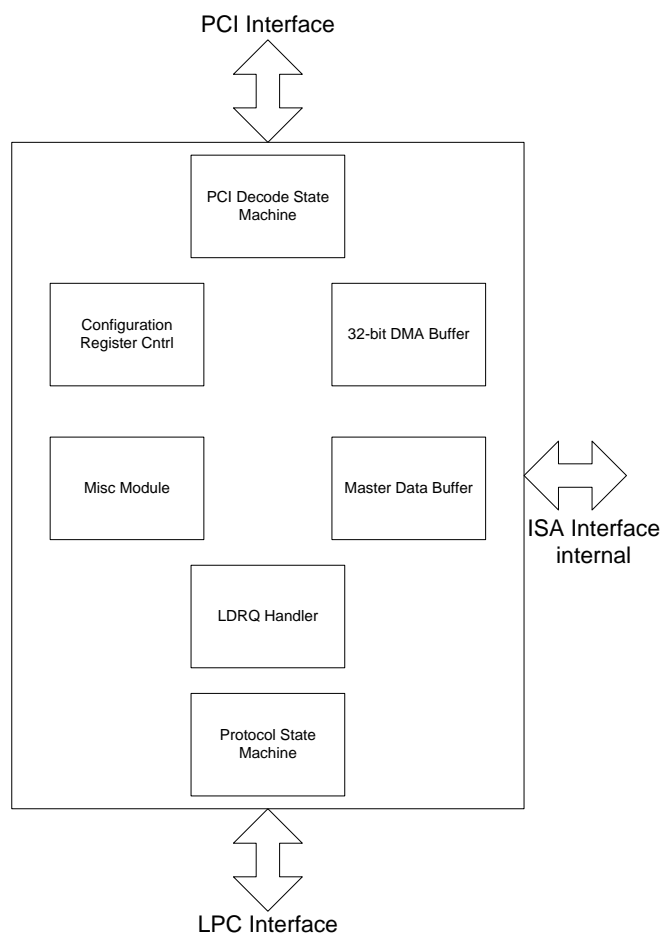 PCI Interface
PCI Decode State
Machine
Configuration
Register Cntrl
32-bit DMA Buffer
Misc Module
Master Data Buffer
ISA Interface
internal
LDRQ Handler
Protocol State
Machine
LPC Interface